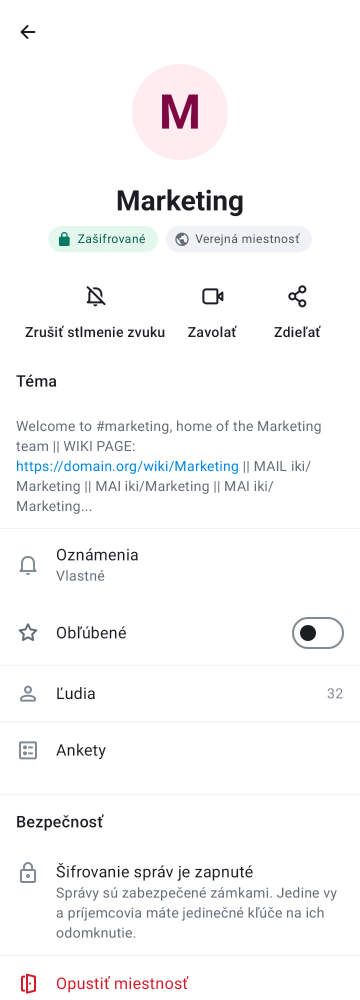 M
Marketing
Zašifrované
Verejná miestnosť
Zrušiť stlmenie zvuku
Zavolať
Zdieľať
Téma
Welcome to #marketing, home of the Marketing
team || WIKI PAGE:
https://domain.org/wiki/Marketing || MAIL iki/
Marketing || MAI iki/Marketing || MAI iki/
Marketing...
Oznámenia
Vlastné
Obľúbené
Ľudia 32
Ankety
Bezpečnosť
Šifrovanie správ je zapnuté
Správy sú zabezpečené zámkami. Jedine vy
a príjemcovia máte jedinečné kľúče na ich
odomknutie.
Opustiť miestnosť